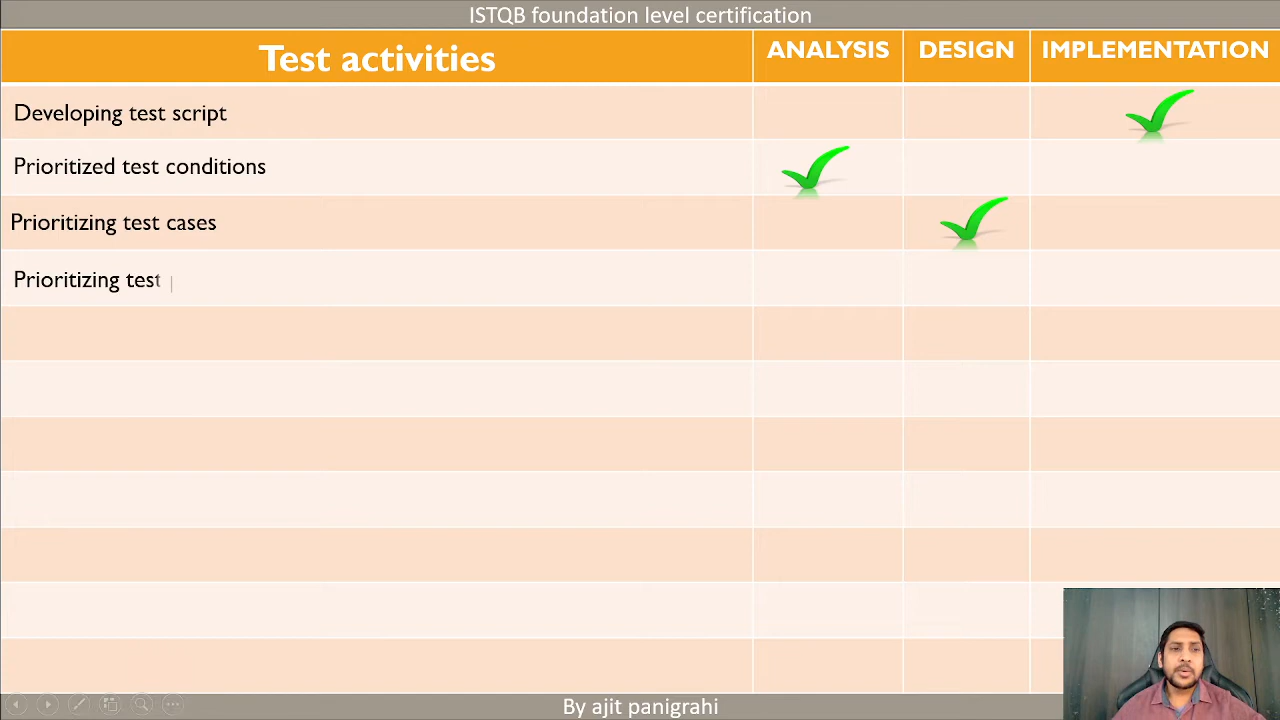 ISTQB foundation level certification
Test activities ANALYSIS DESIGN IMPLEMENTATION
Developing test script
Prioritized test conditions
Prioritizing test cases
Prioritizing test
By ajit panigrahi